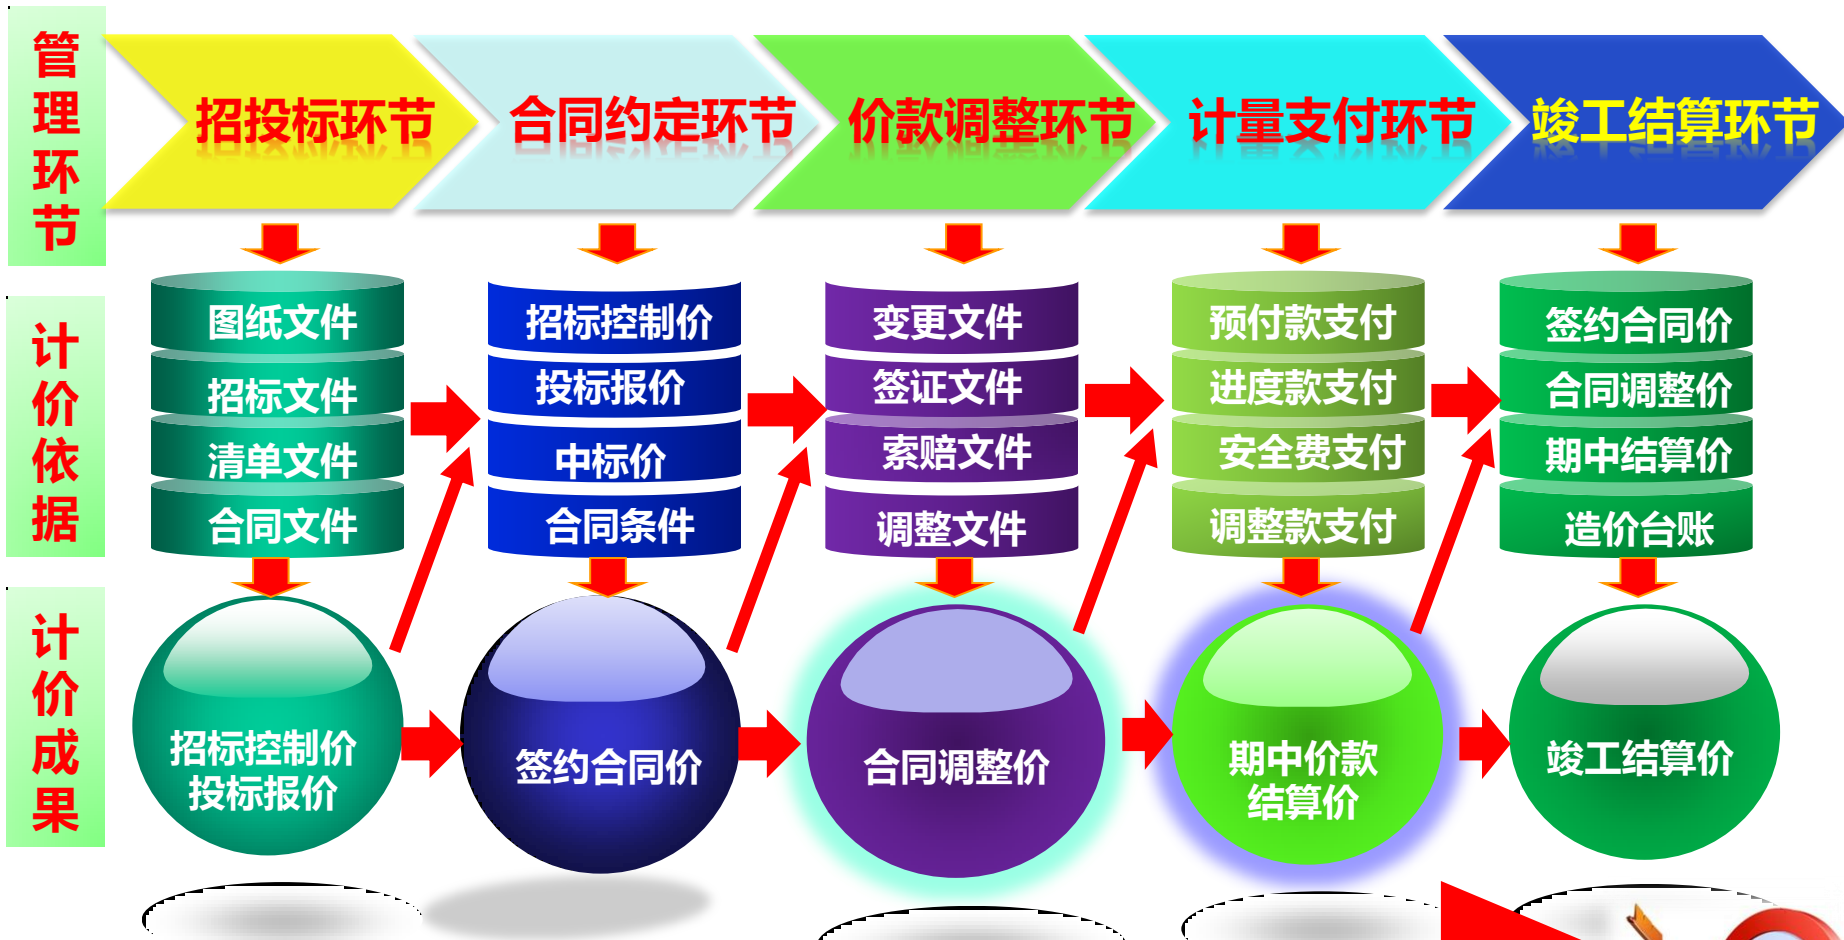 管理环节
招投标环节
合同约定环节
价款调整环节
计量支付环节
竣工结算环节
计价依据
图纸文件
招标文件
清单文件
合同文件
招标控制价
投标报价
中标价
合同条件
变更文件
签证文件
索赔文件
调整文件
预付款支付
进度款支付
安全费支付
调整款支付
签约合同价
合同调整价
期中结算价
造价台账
计价成果
招标控制价
投标报价
签约合同价
合同调整价
期中价款
结算价
竣工结算价